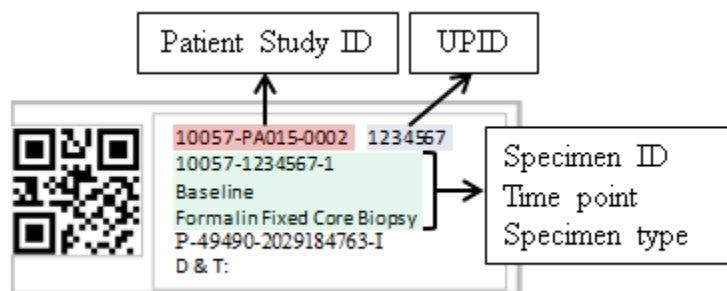 Patient Study ID
UPID
10057-PA015-0002 1234567
10057-1234567-1
Baseline
Formalin Fixed Core Biopsy
P-49490-2029184763-I
D & T:
Specimen ID
Time point
Specimen type